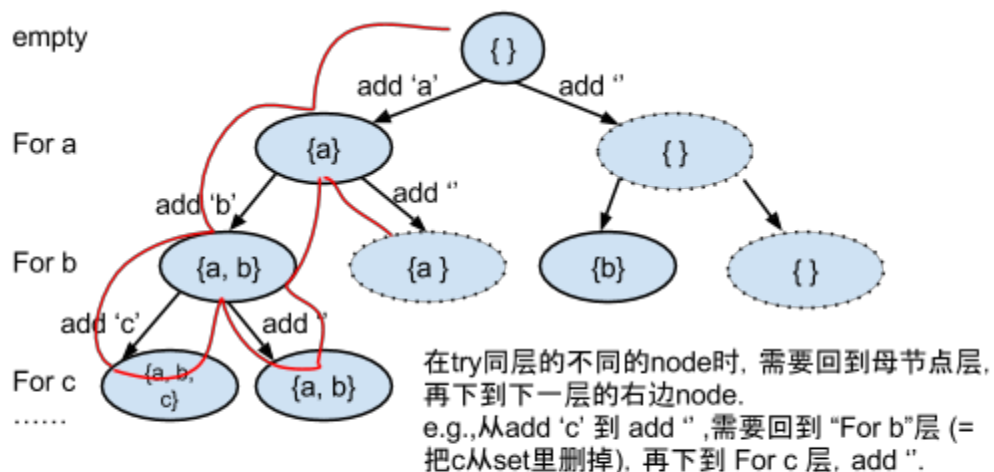 empty
{ }
add ‘a’
add ‘’
For a
{a}
{ }
add ‘b’
add ‘’
For b
{a, b}
{a }
{b}
{ }
add ‘c’
add ‘’
For c
{a, b,
c}
{a, b}
……
在try同层的不同的node时, 需要回到母节点层,
再下到下一层的右边node.
e.g.,从add ‘c’ 到 add ‘’ ,需要回到 “For b”层 (=
把c从set里删掉), 再下到 For c 层, add ‘’.